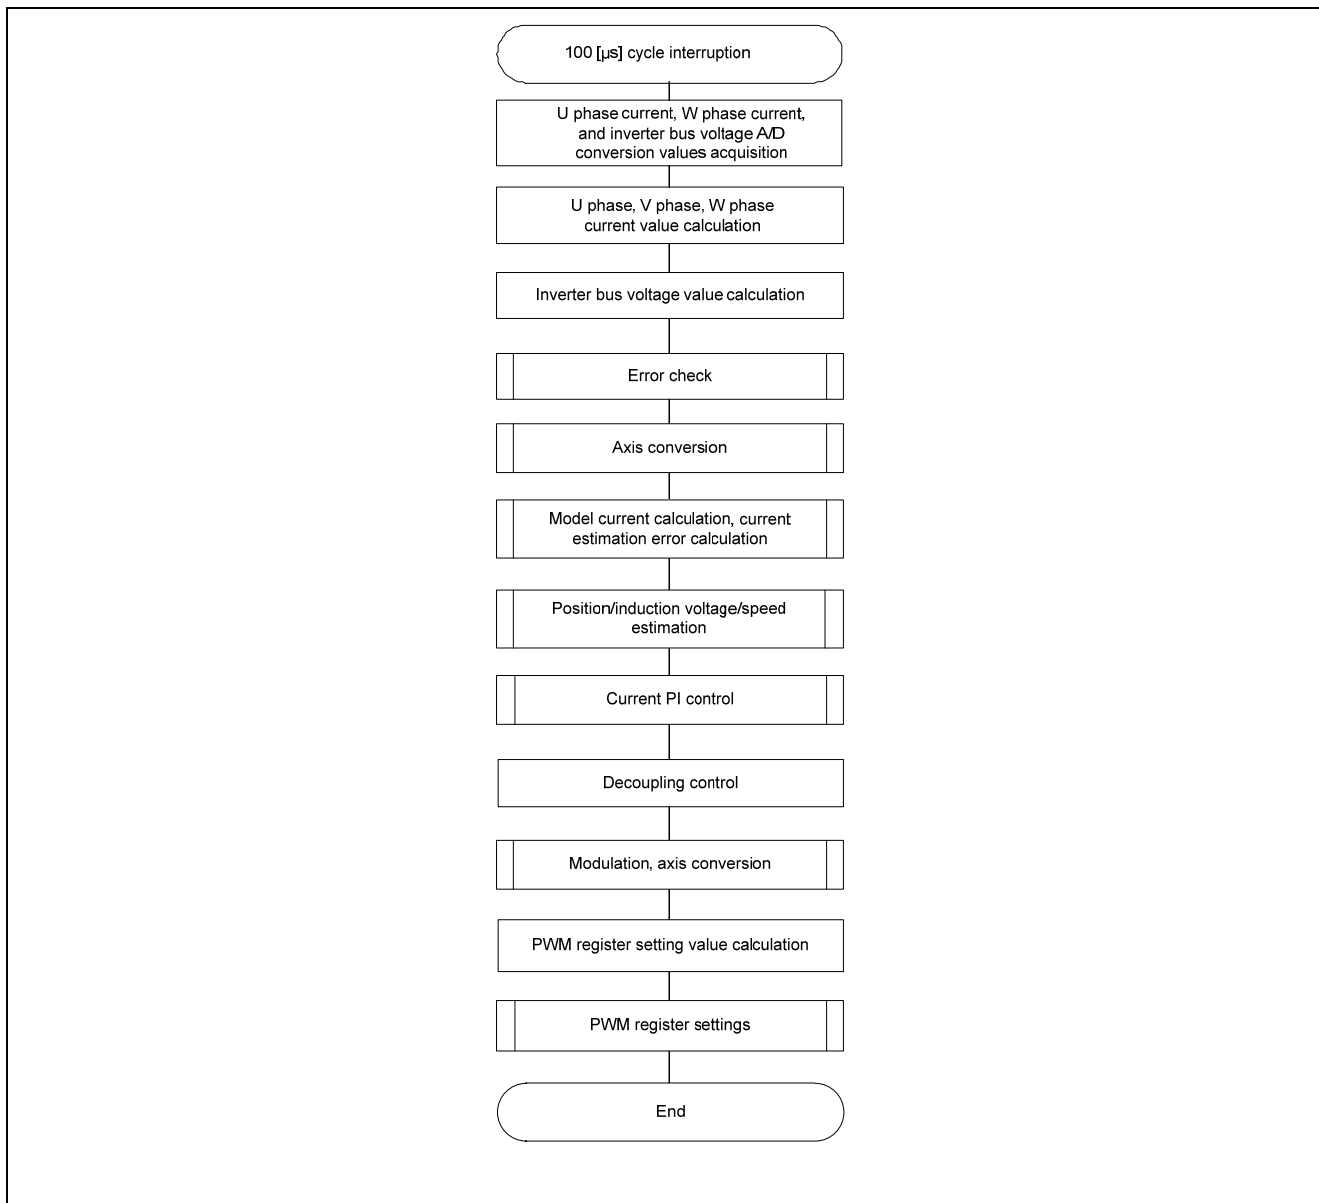 100 [µs] cycle interruption
U phase current, W phase current,
and inverter bus voltage A/D
conversion values acquisition
U phase, V phase, W phase
current value calculation
Inverter bus voltage value calculation
Error check
Axis conversion
Model current calculation, current
estimation error calculation
Position/induction voltage/speed
estimation
Current PI control
Decoupling control
Modulation, axis conversion
PWM register setting value calculation
PWM register settings
End